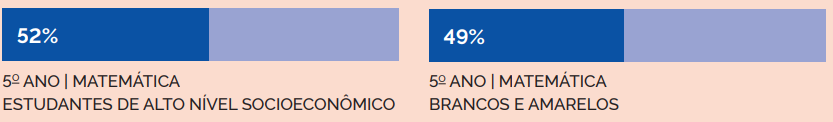 52%
5º ANO | MATEMÁTICA
ESTUDANTES DE ALTO NÍVEL SOCIOECONÔMICO
49%
5º ANO | MATEMÁTICA
BRANCOS E AMARELOS